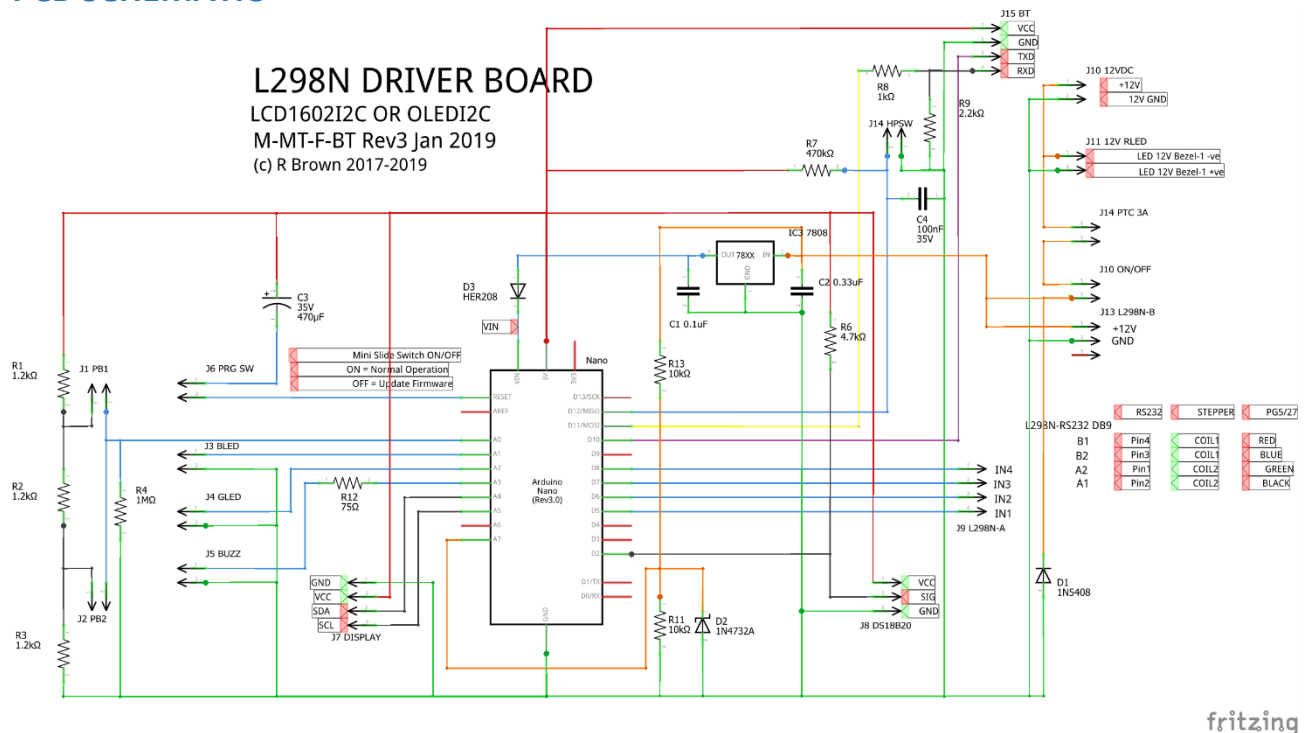 PCB SCHEMATIC
L298N DRIVER BOARD
LCD1602I2C OR OLEDI2C
M-MT-F-BT Rev3 Jan 2019
(c) R Brown 2017-2019
J15 BT
VCC
GND
TXD
RXD
R8
1kΩ
R9
2.2kΩ
J14 HPSW
R7
470kΩ
C4
100nF
35V
J10 12VDC
+12V
12V GND
J11 12V RLED
LED 12V Bezel-1 -ve
LED 12V Bezel-1 +ve
J14 PTC 3A
J10 ON/OFF
J13 L298N-B
+12V
GND
IC3 7808
OUT
78XX
IN
GND
C1 0.1uF
C2 0.33uF
D3
HER208
VIN
C3
35V
470μF
R6
4.7kΩ
R13
10kΩ
R1
1.2kΩ
J1 PB1
J6 PRG SW
Mini Slide Switch ON/OFF
ON = Normal Operation
OFF = Update Firmware
Nano
VIN
5V
3V3
RESET
AREF
A0
A1
A2
A3
A4
A5
A6
A7
D13/SCK
D12/MISO
D11/MOSI
D10
D9
D8
D7
D6
D5
D4
D3
D2
D1/TX
D0/RX
GND
Arduino
Nano
(Rev3.0)
J3 BLED
J4 GLED
J5 BUZZ
R2
1.2kΩ
R4
1MΩ
R12
75Ω
J2 PB2
R3
1.2kΩ
GND
VCC
SDA
SCL
J7 DISPLAY
R11
10kΩ
D2
1N4732A
VCC
SIG
GND
J8 DS18B20
IN4
IN3
IN2
IN1
J9 L298N-A
D1
1N5408
RS232
STEPPER
PG5/27
L298N-RS232 DB9
B1 Pin4 COIL1 RED
B2 Pin3 COIL1 BLUE
A2 Pin1 COIL2 GREEN
A1 Pin2 COIL2 BLACK
fritzing